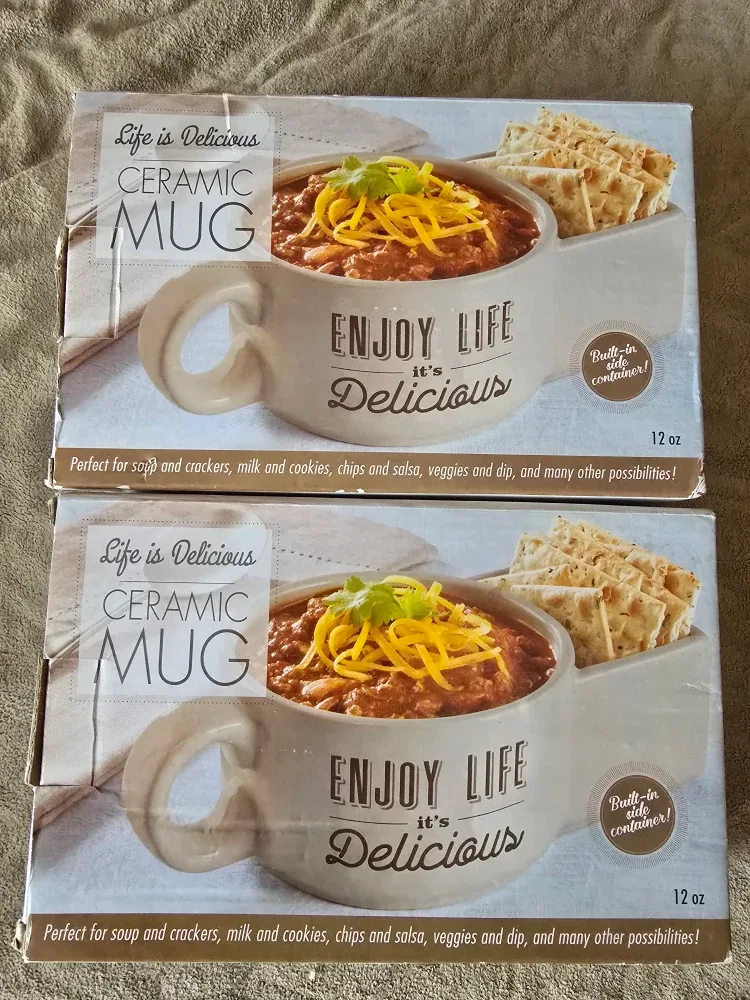 Life is Delicious
CERAMIC
MUG
ENJOY LIFE
it's
Delicious
Built-in
side
container!
12 oz
Perfect for soup and crackers, milk and cookies, chips and salsa, veggies and dip, and many other possibilities!
Life is Delicious
CERAMIC
MUG
ENJOY LIFE
it's
Delicious
Built-in
side
container!
12 oz
Perfect for soup and crackers, milk and cookies, chips and salsa, veggies and dip, and many other possibilities!